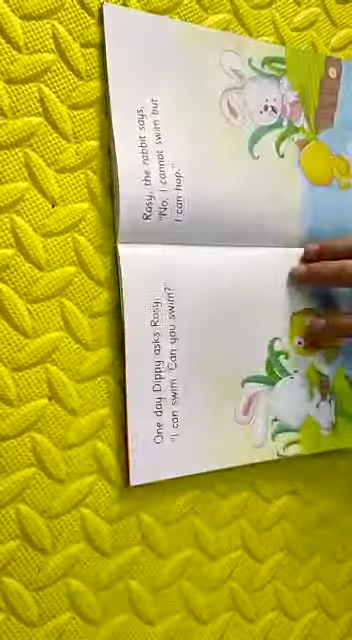 One day Dippy asks Rosy,
"I can swim. Can you swim?"
Rosy, the rabbit says,
"No, I cannot swim but
I can hop."